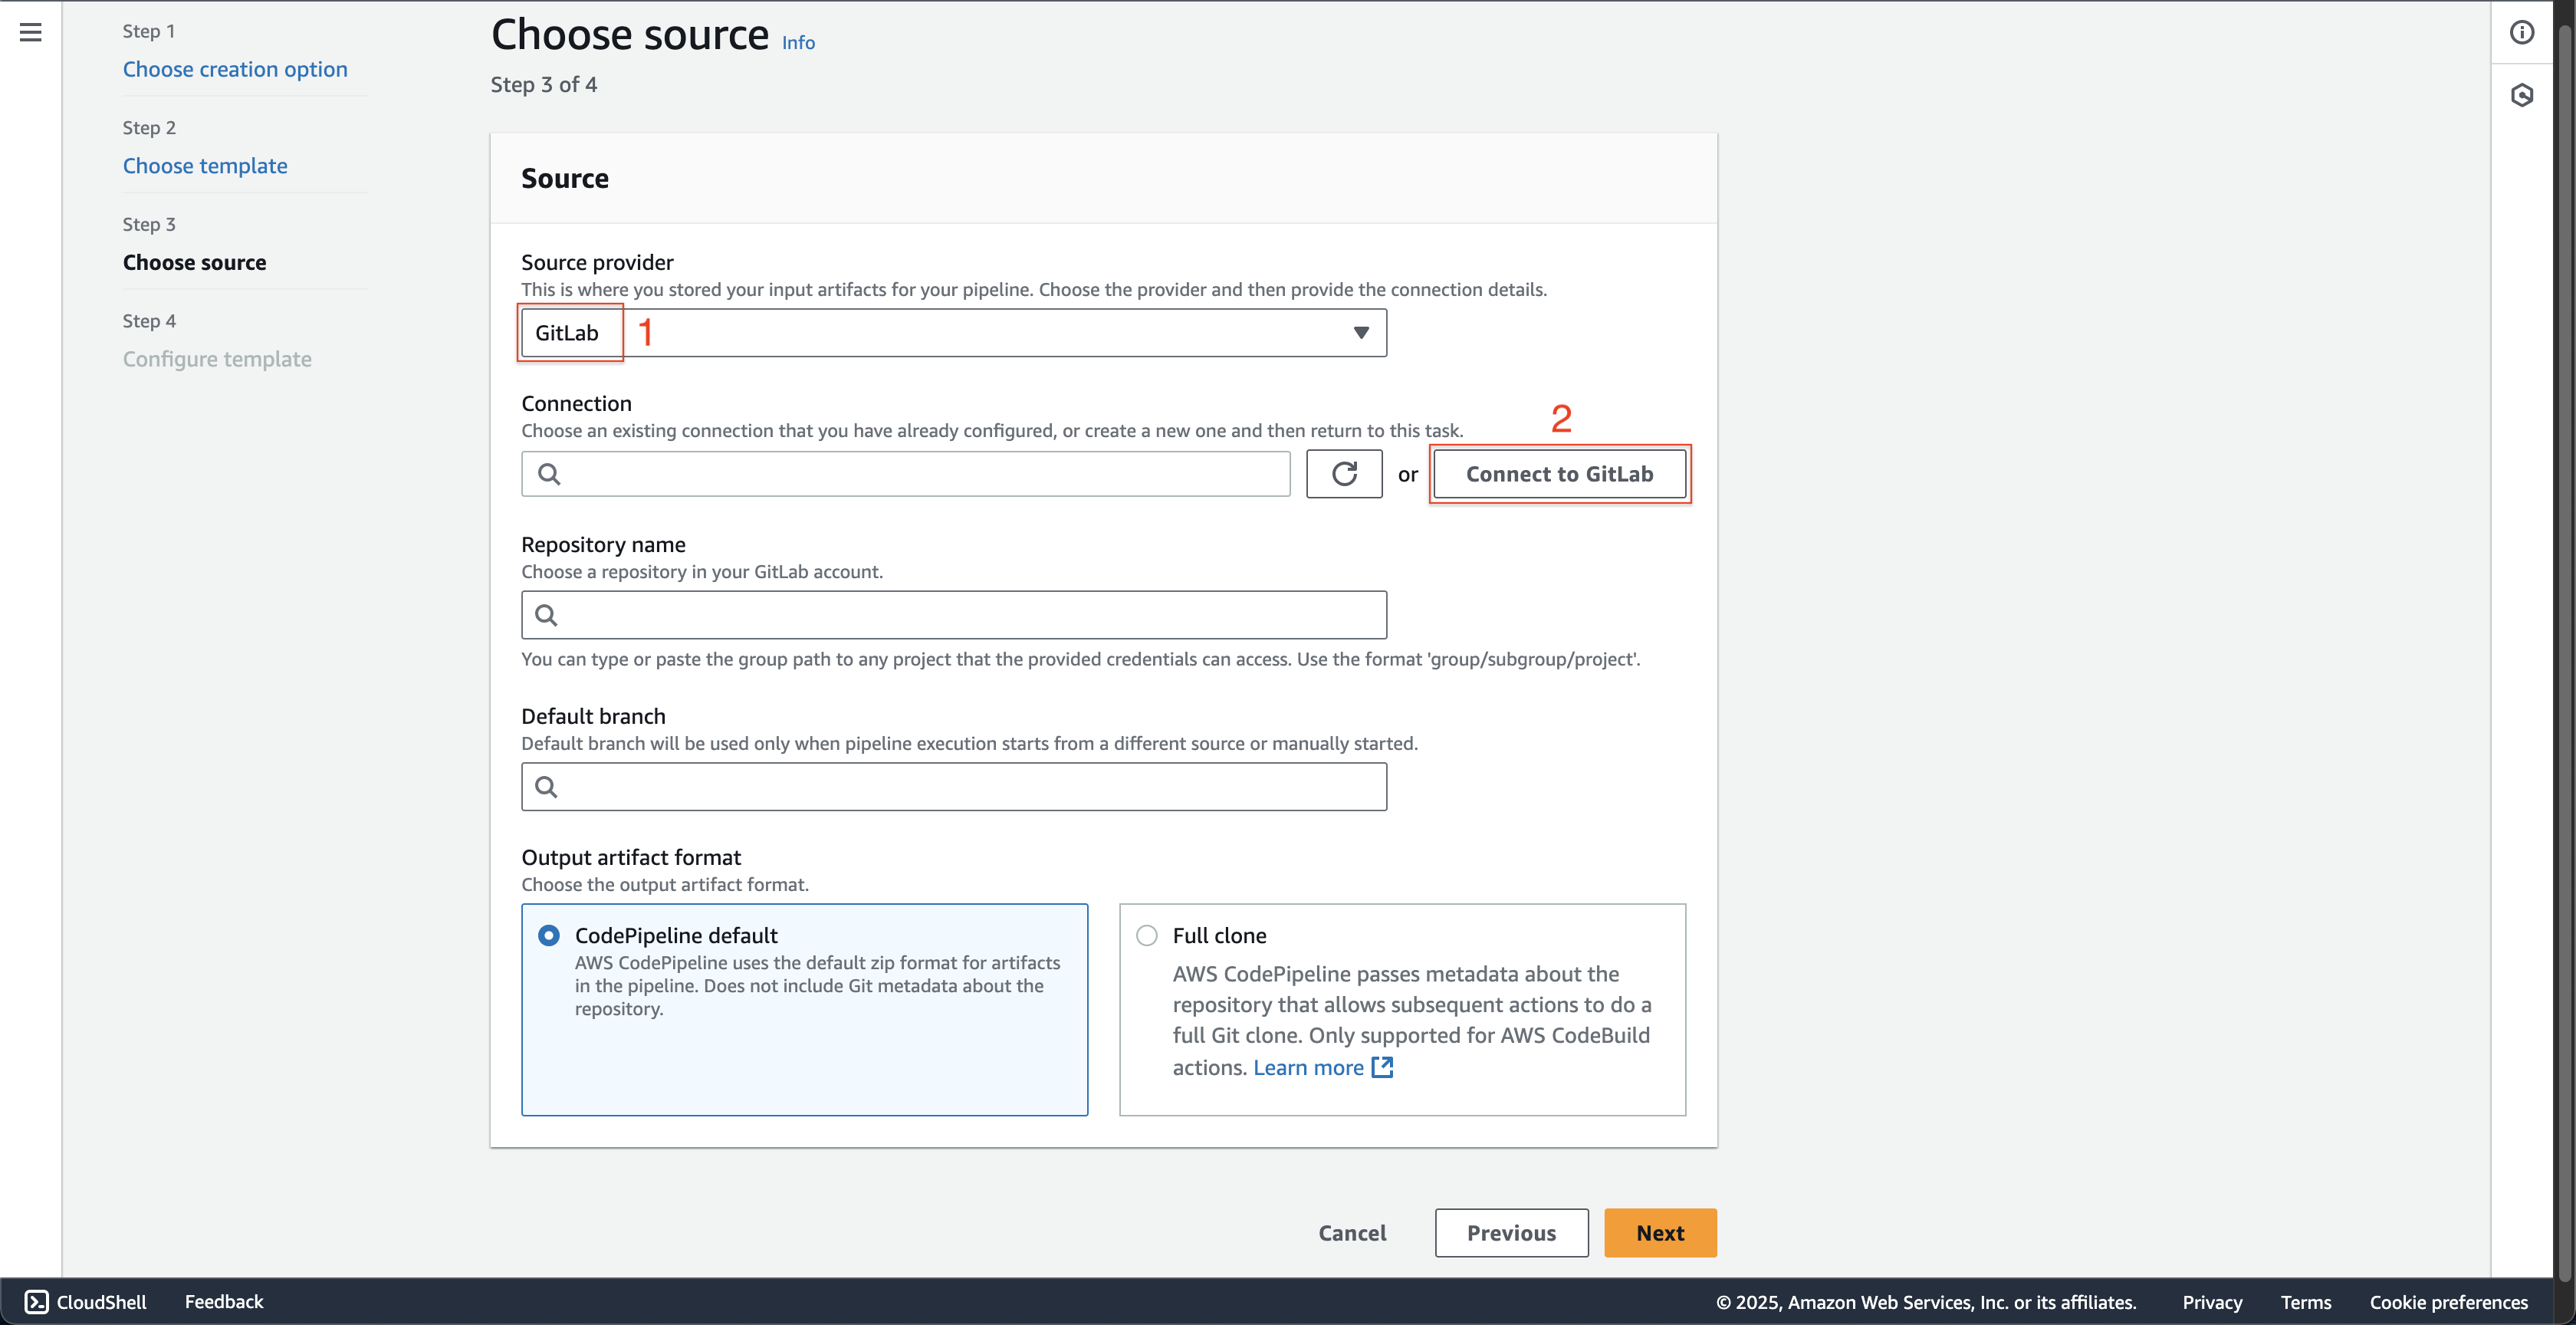 Step 1
Choose creation option
Step 2
Choose template
Step 3
Choose source
Step 4
Configure template
Choose source Info
Step 3 of 4
Source
Source provider
This is where you stored your input artifacts for your pipeline. Choose the provider and then provide the connection details.
GitLab 1
Connection
2
Choose an existing connection that you have already configured, or create a new one and then return to this task.
or Connect to GitLab
Repository name
Choose a repository in your GitLab account.
You can type or paste the group path to any project that the provided credentials can access. Use the format 'group/subgroup/project'.
Default branch
Default branch will be used only when pipeline execution starts from a different source or manually started.
Output artifact format
Choose the output artifact format.
CodePipeline default
AWS CodePipeline uses the default zip format for artifacts
in the pipeline. Does not include Git metadata about the
repository.
Full clone
AWS CodePipeline passes metadata about the
repository that allows subsequent actions to do a
full Git clone. Only supported for AWS CodeBuild
actions. Learn more
Cancel Previous Next
CloudShell Feedback © 2025, Amazon Web Services, Inc. or its affiliates. Privacy Terms Cookie preferences